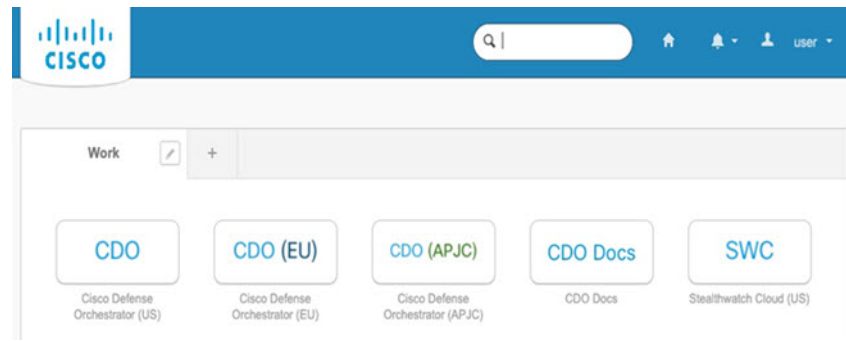 CISCO
user
Work
+
CDO
CDO (EU)
CDO (APJC)
CDO Docs
SWC
Cisco Defense
Orchestrator (US)
Cisco Defense
Orchestrator (EU)
Cisco Defense
Orchestrator (APJC)
CDO Docs
Stealthwatch Cloud (US)